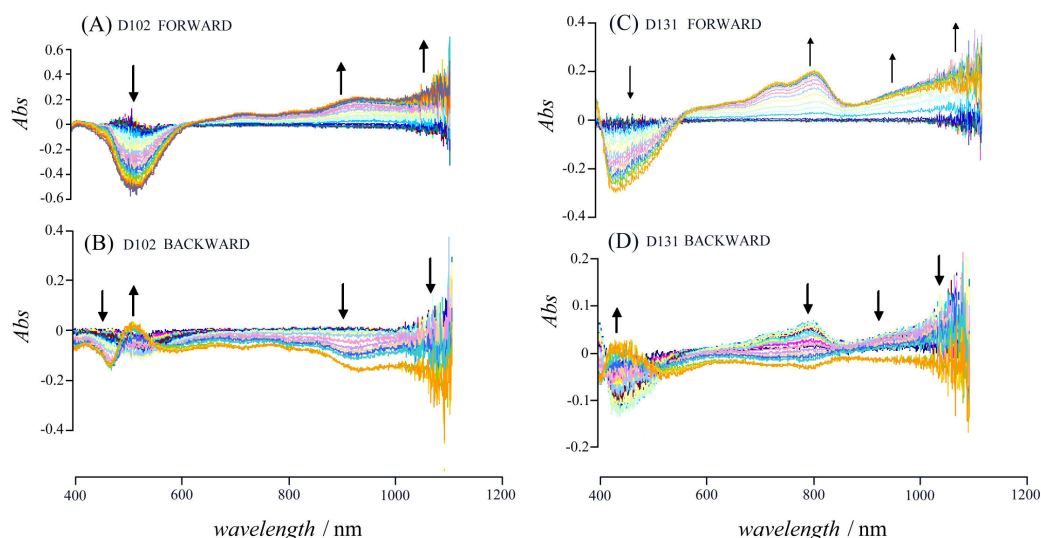 (A) D102 FORWARD
Abs
0.6
0.4
0.2
0
-0.2
-0.4
-0.6
(B) D102 BACKWARD
Abs
0.2
0
-0.2
-0.4
400 600 800 1000 1200
wavelength / nm
(C) D131 FORWARD
Abs
0.4
0.2
0
-0.2
-0.4
(D) D131 BACKWARD
Abs
0.2
0.1
0
-0.1
-0.2
400 600 800 1000 1200
wavelength / nm